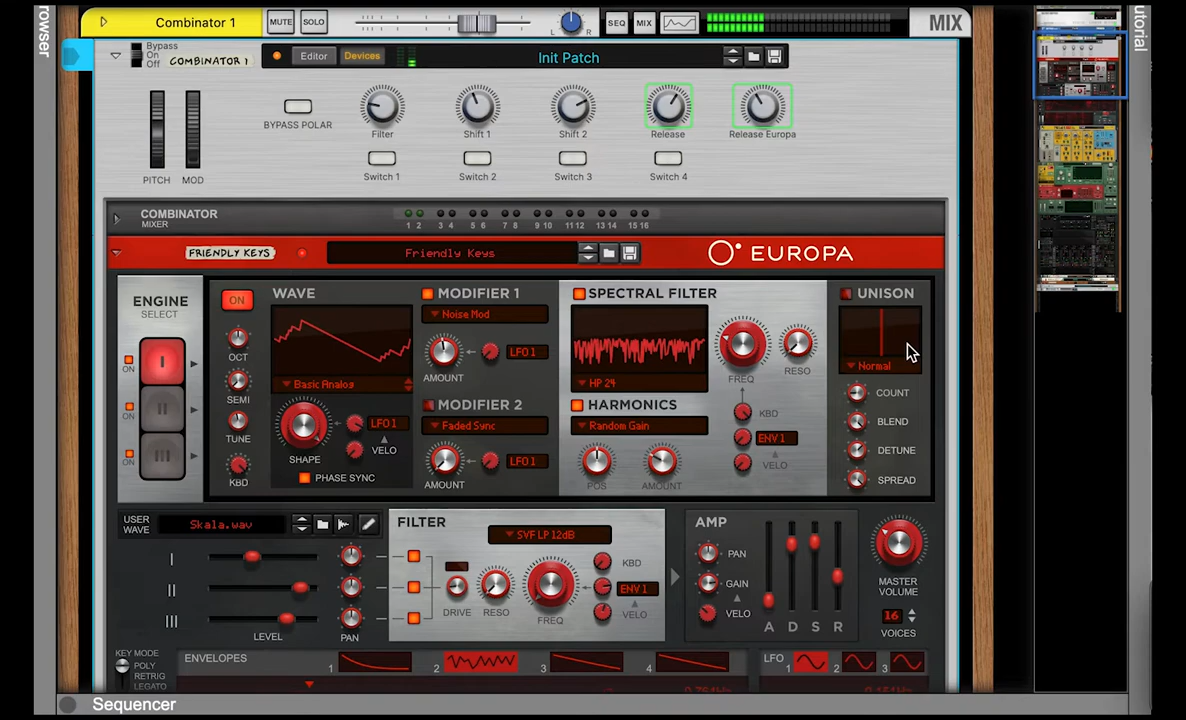 rowser
utorial
Combinator 1
MUTE
SOLO
L
R
SEQ
MIX
MIX
Bypass
On
Off
COMBINATOR 1
Editor
Devices
Init Patch
BYPASS POLAR
Filter
Shift 1
Shift 2
Release
Release Europa
PITCH
MOD
Switch 1
Switch 2
Switch 3
Switch 4
COMBINATOR
MIXER
1 2
3 4
5 6
7 8
9 10
11 12
13 14
15 16
FRIENDLY KEYS
Friendly Keys
EUROPA
ENGINE
SELECT
ON
I
ON
II
ON
III
ON
OCT
SEMI
TUNE
KBD
WAVE
Basic Analog
SHAPE
LFO 1
VELO
PHASE SYNC
MODIFIER 1
Noise Mod
AMOUNT
LFO 1
MODIFIER 2
Faded Sync
AMOUNT
LFO 1
SPECTRAL FILTER
HP 24
FREQ
RESO
HARMONICS
Random Gain
POS
AMOUNT
KBD
ENV 1
VELO
UNISON
Normal
COUNT
BLEND
DETUNE
SPREAD
USER
WAVE
Skala.wav
I
II
III
LEVEL
PAN
FILTER
SVF LP 12dB
DRIVE
RESO
FREQ
KBD
ENV 1
VELO
AMP
PAN
GAIN
VELO
A
D
S
R
MASTER
VOLUME
16
VOICES
KEY MODE
POLY
RETRIG
LEGATO
ENVELOPES
1
2
3
4
LFO
1
2
3
Sequencer